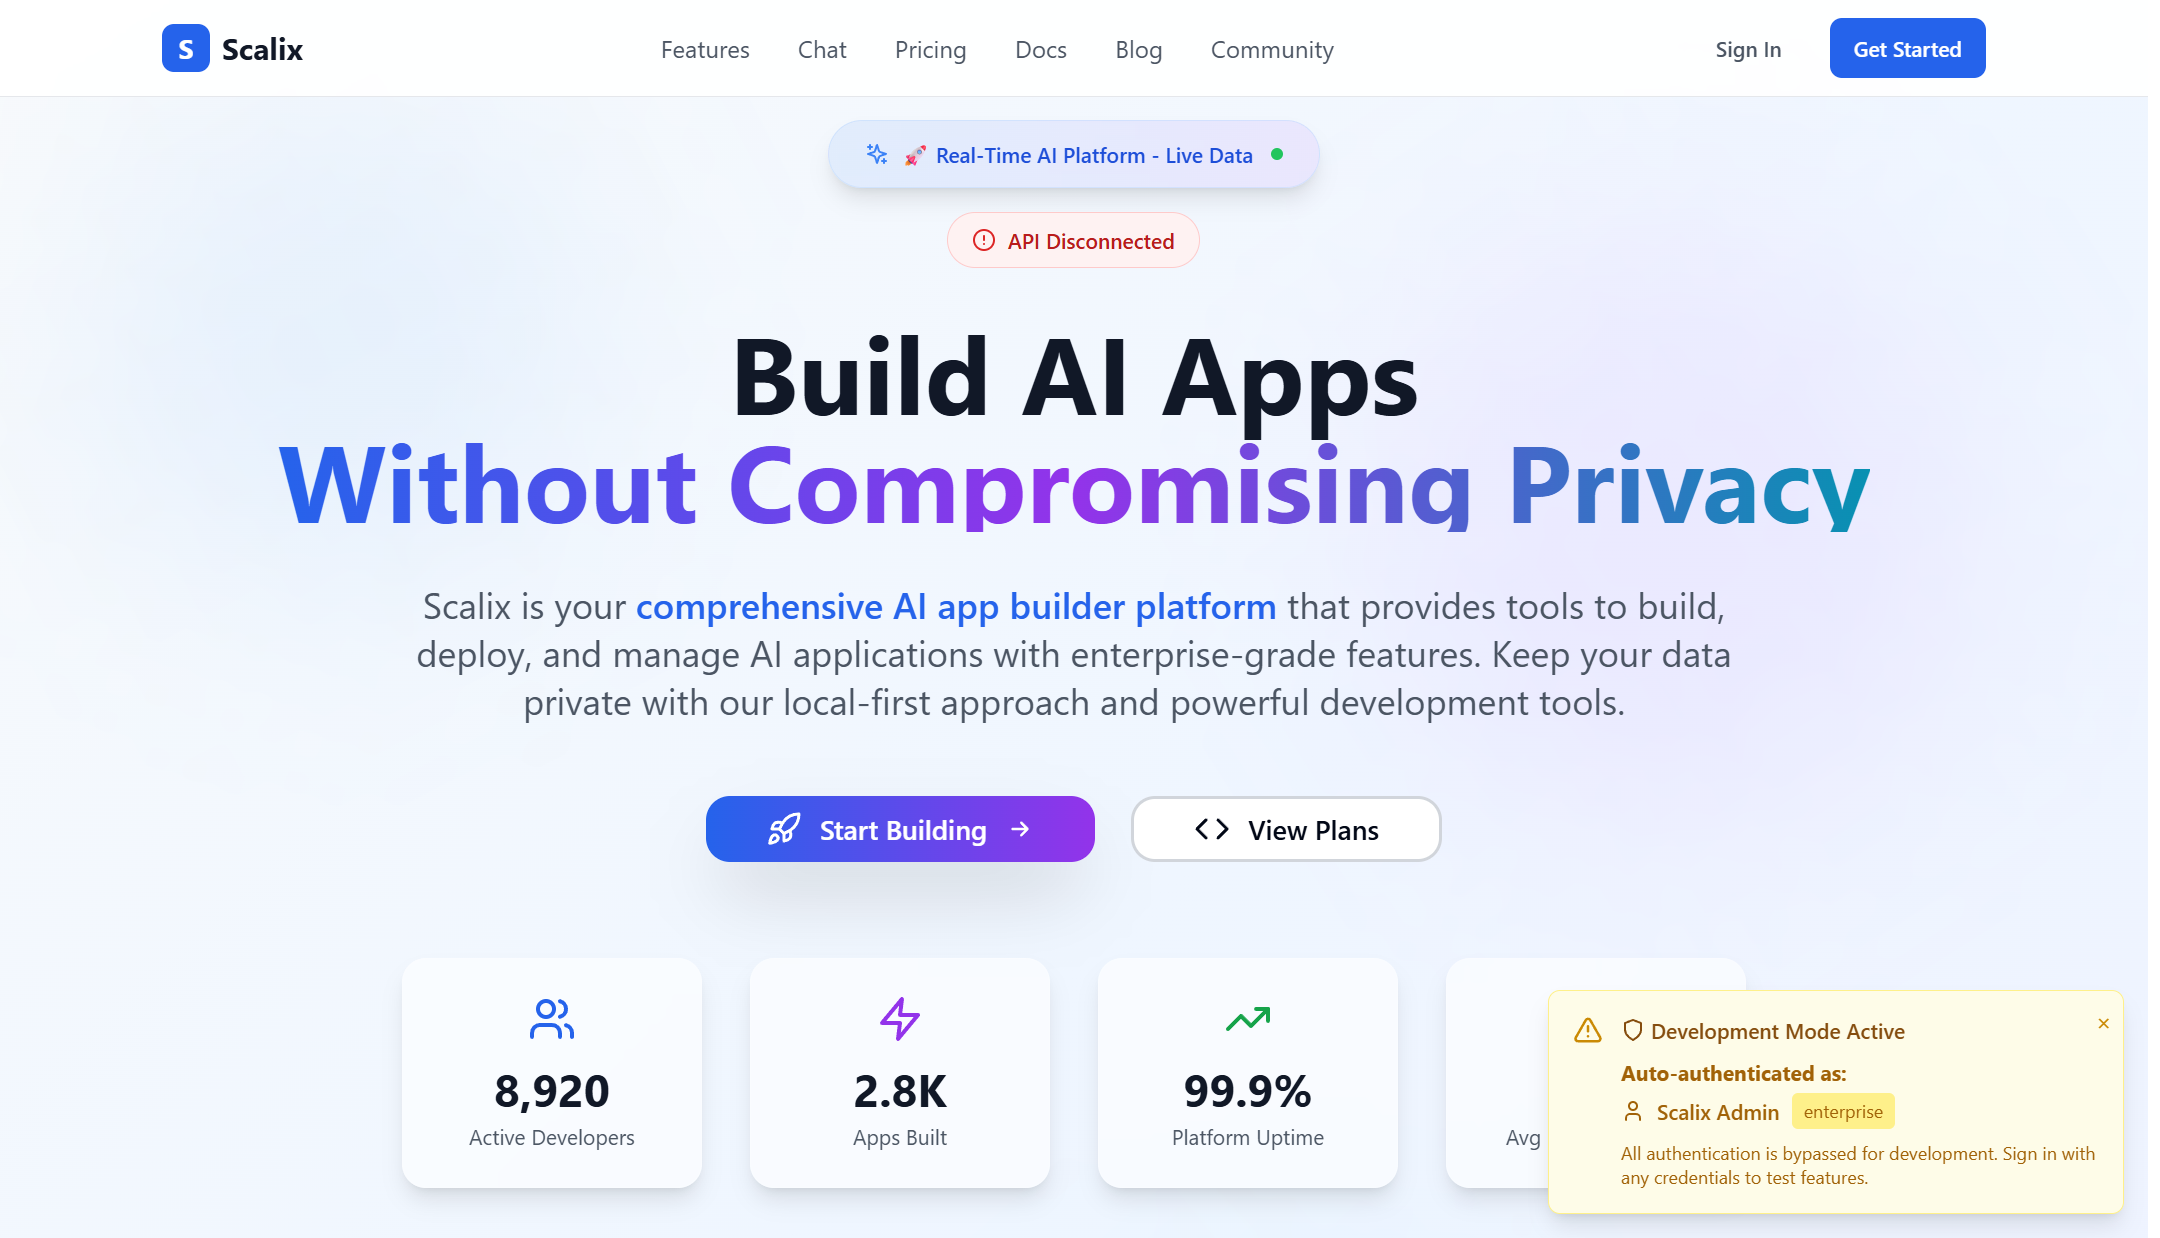 S Scalix
Features Chat Pricing Docs Blog Community
Sign In
Get Started
🚀 Real-Time AI Platform - Live Data
API Disconnected
Build AI Apps
Without Compromising Privacy
Scalix is your comprehensive AI app builder platform that provides tools to build,
deploy, and manage AI applications with enterprise-grade features. Keep your data
private with our local-first approach and powerful development tools.
Start Building
View Plans
8,920
Active Developers
2.8K
Apps Built
99.9%
Platform Uptime
Avg
Development Mode Active
×
Auto-authenticated as:
Scalix Admin enterprise
All authentication is bypassed for development. Sign in with
any credentials to test features.